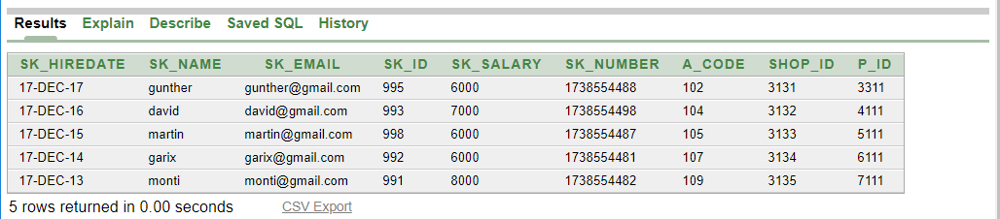 Results Explain Describe Saved SQL History
SK_HIREDATE SK_NAME SK_EMAIL SK_ID SK_SALARY SK_NUMBER A_CODE SHOP_ID P_ID
17-DEC-17 gunther gunther@gmail.com 995 6000 1738554488 102 3131 3311
17-DEC-16 david david@gmail.com 993 7000 1738554498 104 3132 4111
17-DEC-15 martin martin@gmail.com 998 6000 1738554487 105 3133 5111
17-DEC-14 garix garix@gmail.com 992 6000 1738554481 107 3134 6111
17-DEC-13 monti monti@gmail.com 991 8000 1738554482 109 3135 7111
5 rows returned in 0.00 seconds CSV Export